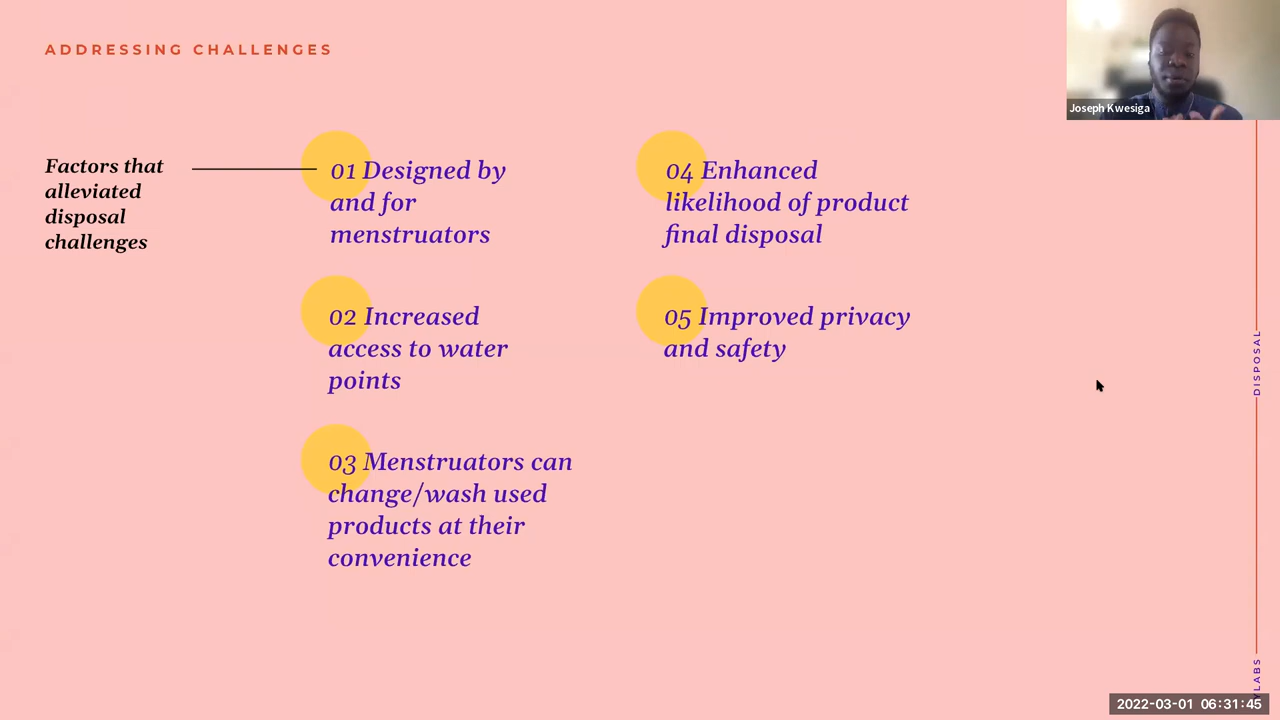 ADDRESSING CHALLENGES
Joseph Kwesiga
Factors that
alleviated
disposal
challenges
01 Designed by
and for
menstruators
02 Increased
access to water
points
03 Menstruators can
change/wash used
products at their
convenience
04 Enhanced
likelihood of product
final disposal
05 Improved privacy
and safety
DISPOSAL
YLABS
2022-03-01 06:31:45